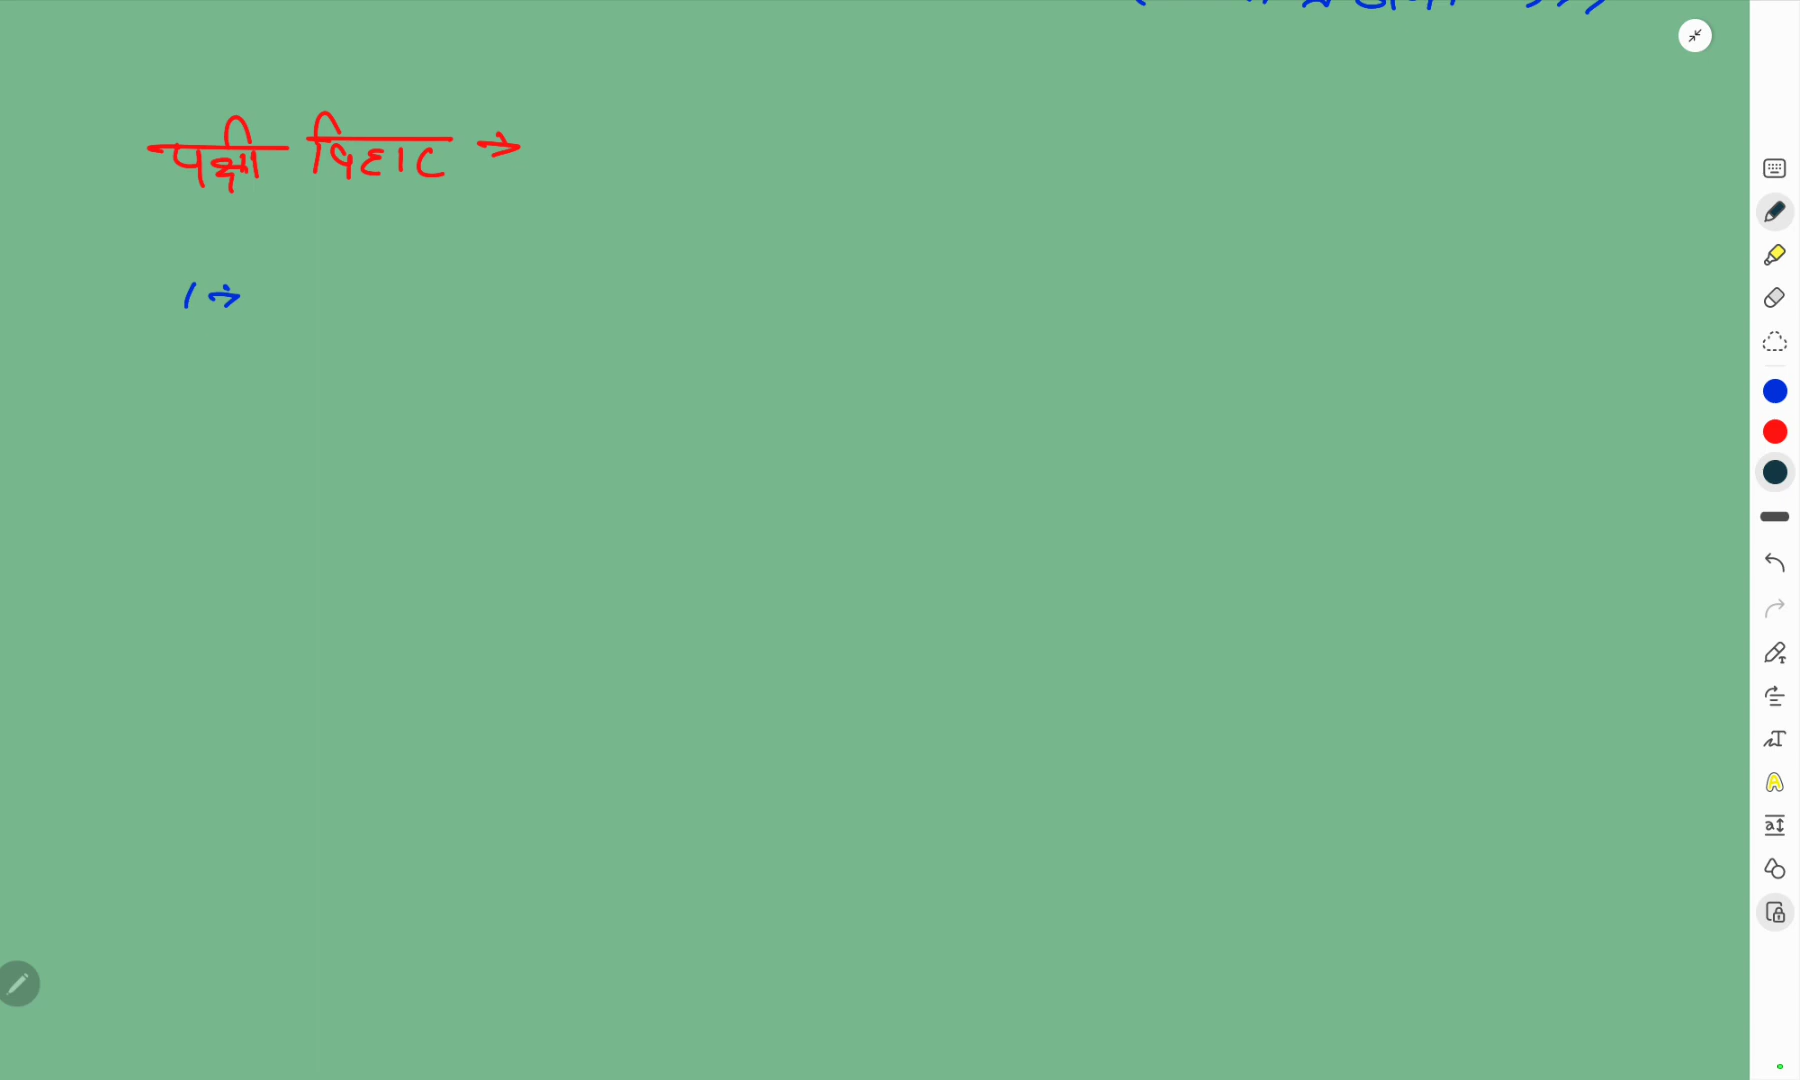 पक्षी विहार →
1 →